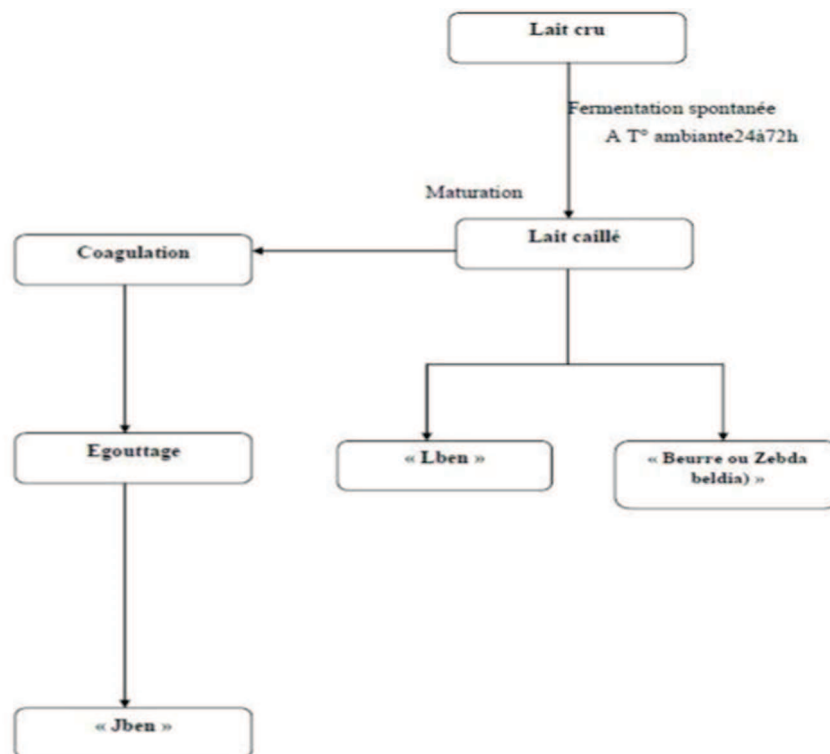 Lait cru
Fermentation spontanée
A T° ambiante24à72h
Maturation
Lait caillé
Coagulation
Egouttage
« Lben »
« Beurre ou Zebda
beldia) »
« Jben »